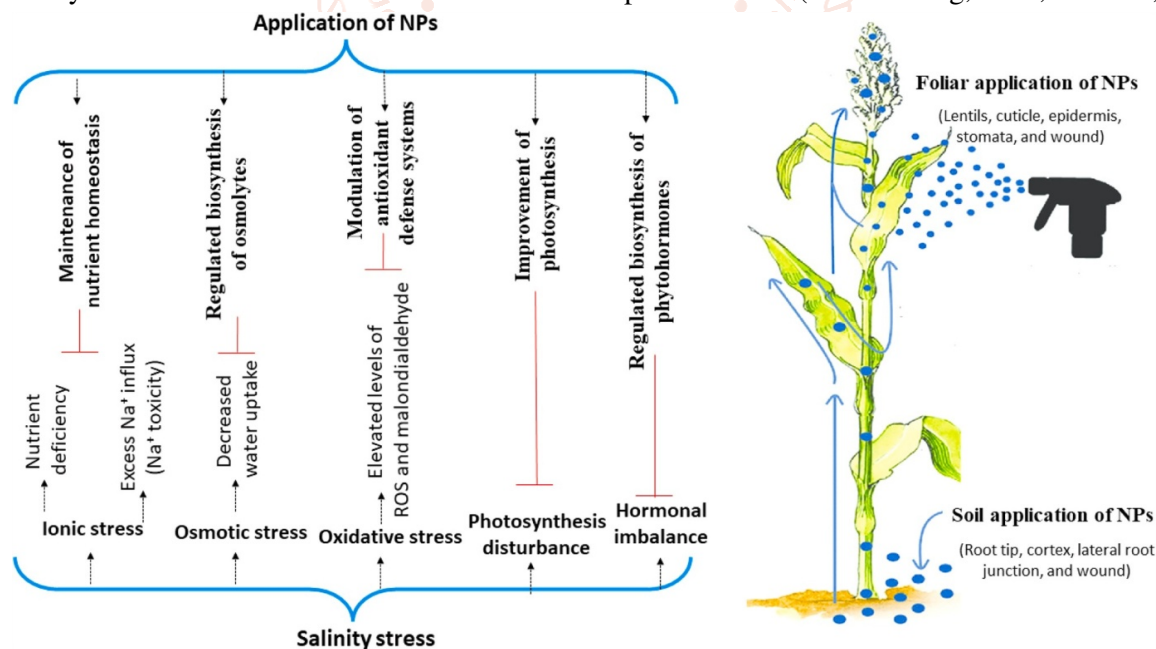 Application of NPs
Maintenance of
nutrient homeostasis
Regulated biosynthesis
of osmolytes
Modulation of
antioxidant
defense systems
Improvement of
photosynthesis
Regulated biosynthesis of
phytohormones
Nutrient
deficiency
Excess Na⁺ influx
(Na⁺ toxicity)
Decreased
water uptake
Elevated levels of
ROS and malondialdehyde
Ionic stress
Osmotic stress
Oxidative stress
Photosynthesis
disturbance
Hormonal
imbalance
Salinity stress
Foliar application of NPs
(Lentils, cuticle, epidermis,
stomata, and wound)
Soil application of NPs
(Root tip, cortex, lateral root
junction, and wound)